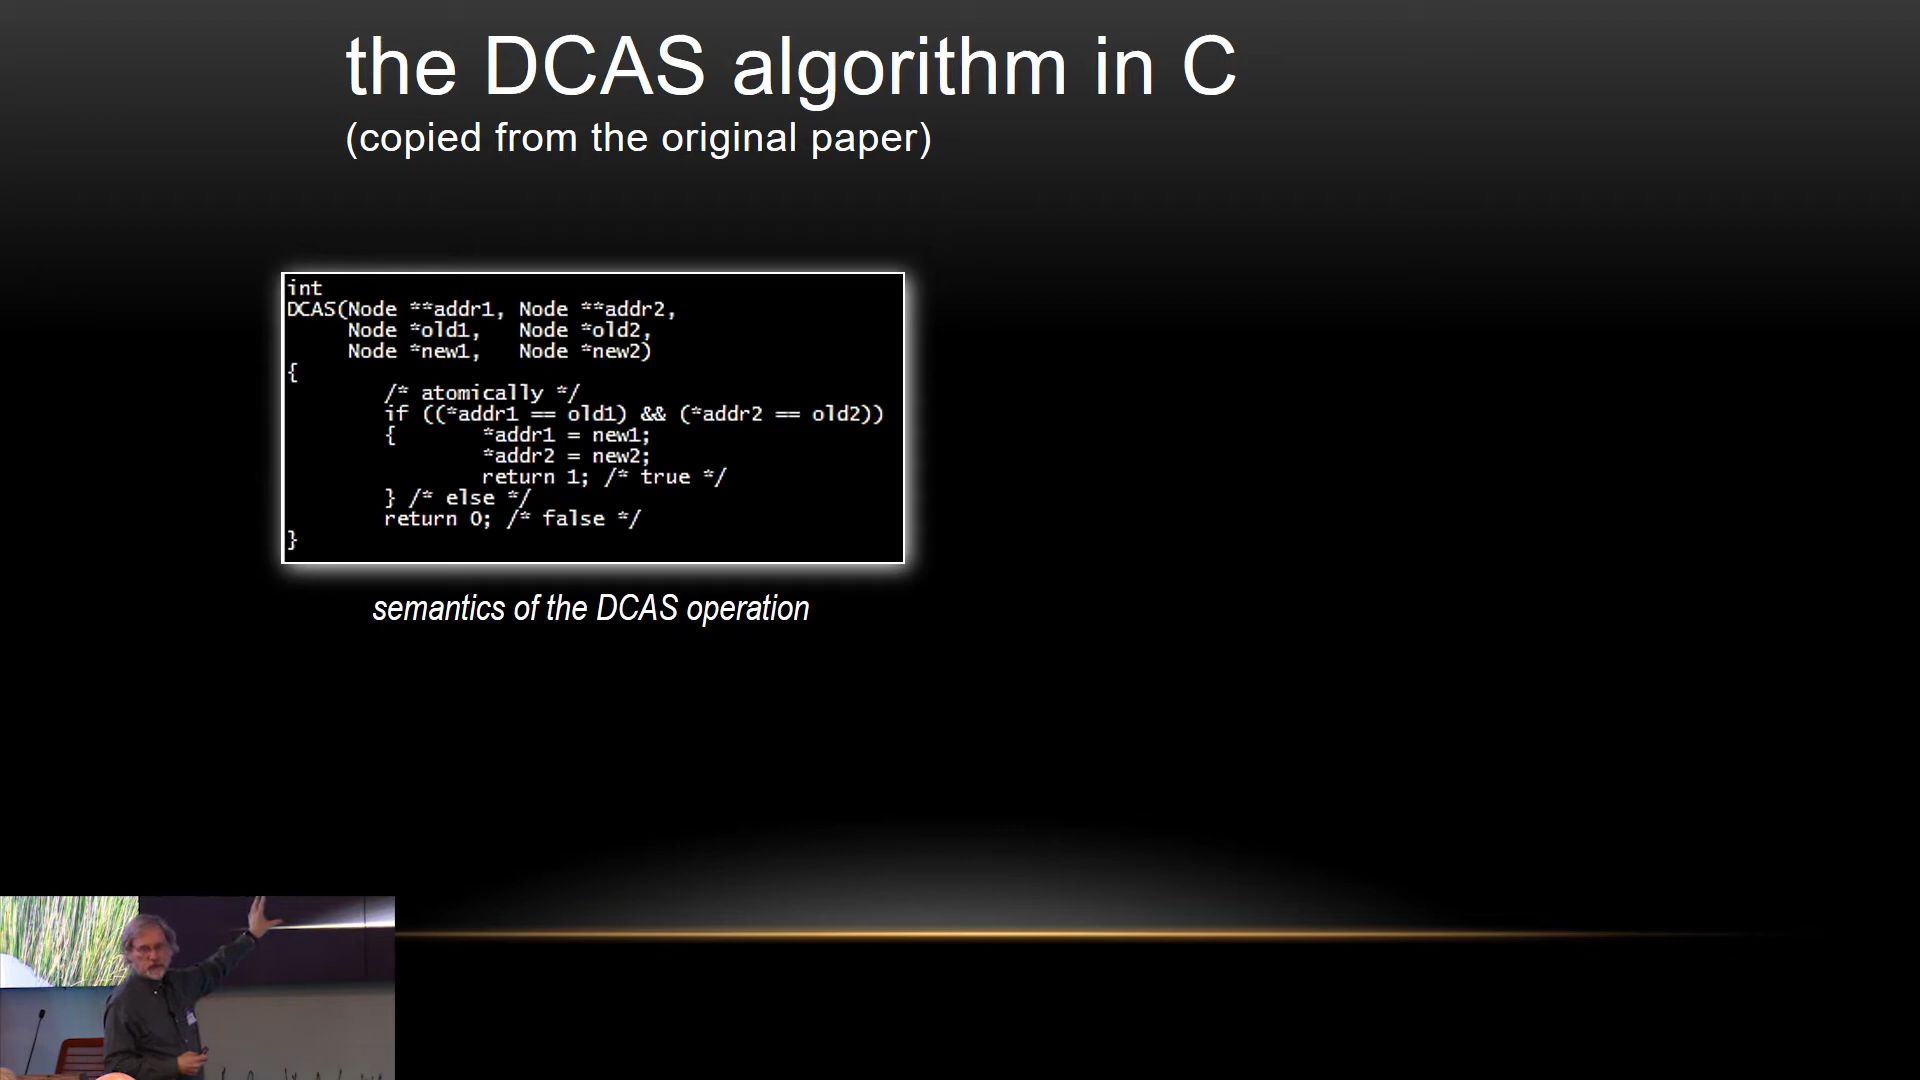 the DCAS algorithm in C
(copied from the original paper)
int
DCAS(Node **addr1, Node **addr2,
     Node *old1,   Node *old2,
     Node *new1,   Node *new2)
{
        /* atomically */
        if ((*addr1 == old1) && (*addr2 == old2))
        {       *addr1 = new1;
                *addr2 = new2;
                return 1; /* true */
        } /* else */
        return 0; /* false */
}
semantics of the DCAS operation